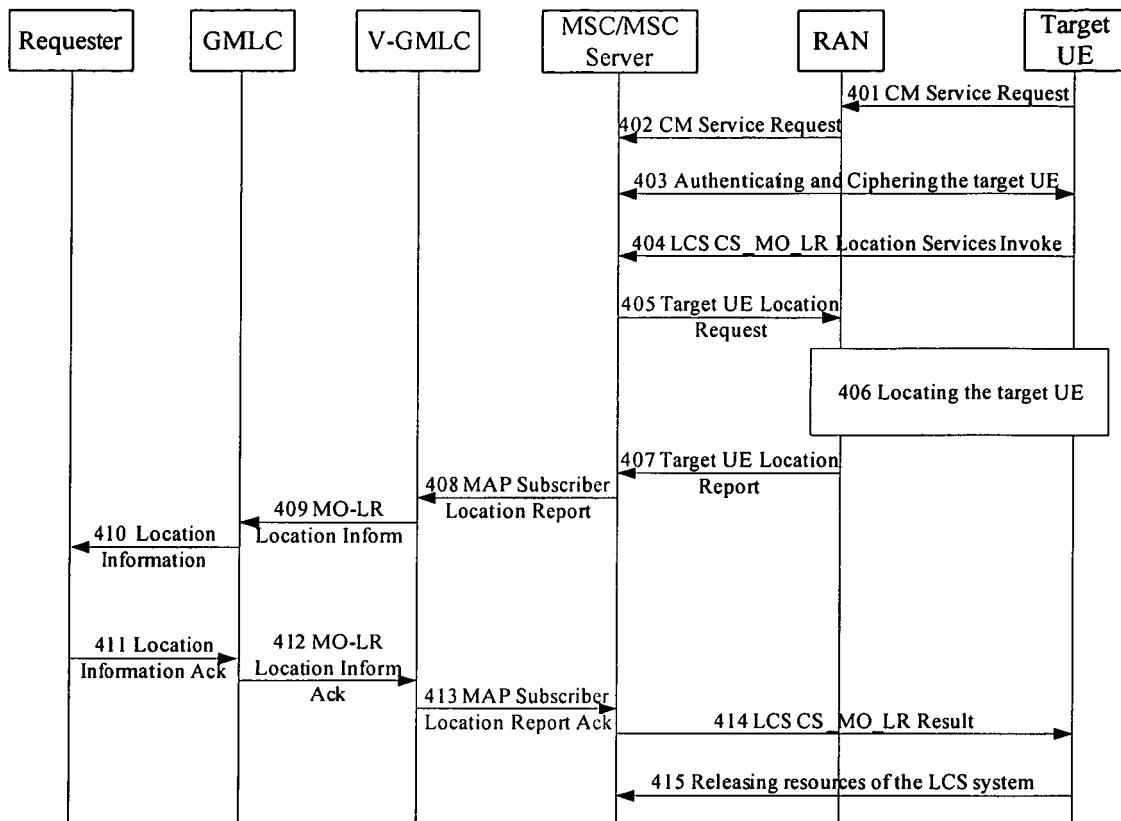 Requester
GMLC
V-GMLC
MSC/MSC
Server
RAN
Target
UE
401 CM Service Request
402 CM Service Request
403 Authenticating and Ciphering the target UE
404 LCS CS_MO_LR Location Services Invoke
405 Target UE Location
Request
406 Locating the target UE
407 Target UE Location
Report
408 MAP Subscriber
Location Report
409 MO-LR
Location Inform
410 Location
Information
411 Location
Information Ack
412 MO-LR
Location Inform
Ack
413 MAP Subscriber
Location Report Ack
414 LCS CS_MO_LR Result
415 Releasing resources of the LCS system